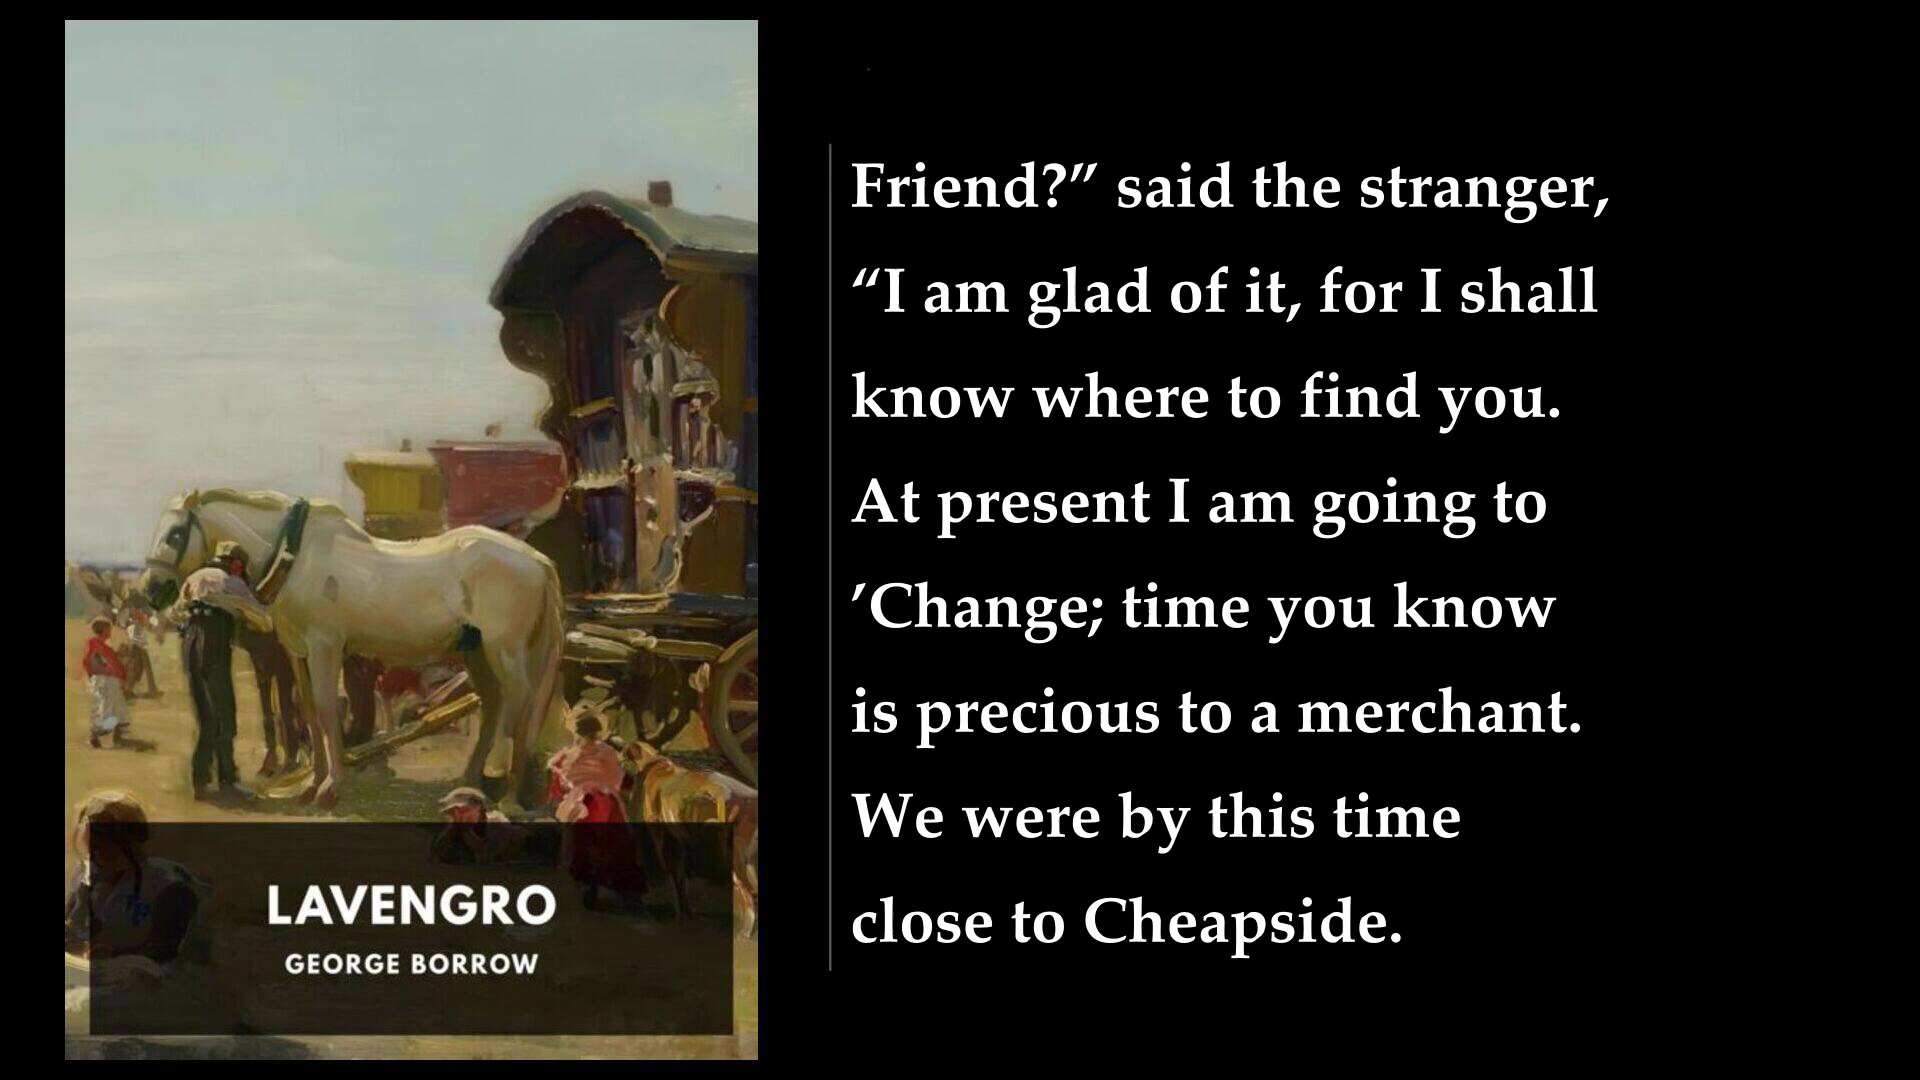 LAVENGRO
GEORGE BORROW
Friend?” said the stranger,
“I am glad of it, for I shall
know where to find you.
At present I am going to
’Change; time you know
is precious to a merchant.
We were by this time
close to Cheapside.